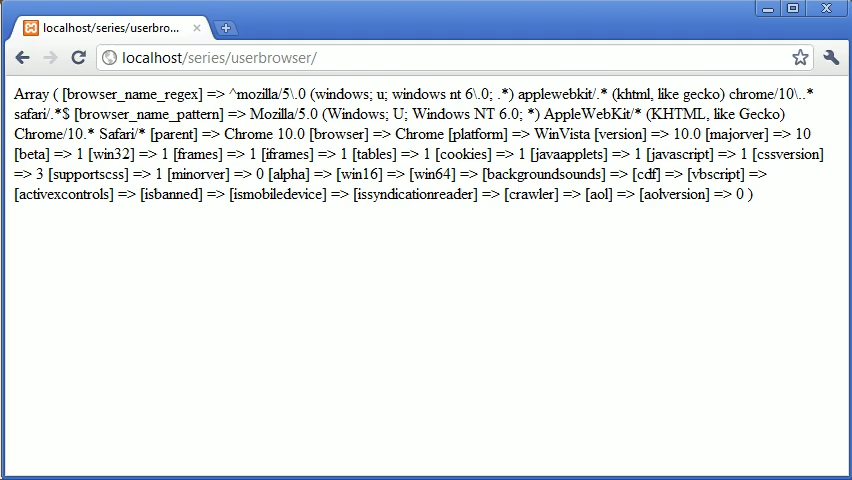 localhost/series/userbro...
localhost/series/userbrowser/
Array ( [browser_name_regex] => ^mozilla/5\.0 (windows; u; windows nt 6\.0; .*) applewebkit/.* (khtml, like gecko) chrome/10\..*
safari/.*$ [browser_name_pattern] => Mozilla/5.0 (Windows; U; Windows NT 6.0; *) AppleWebKit/* (KHTML, like Gecko)
Chrome/10.* Safari/* [parent] => Chrome 10.0 [browser] => Chrome [platform] => WinVista [version] => 10.0 [majorver] => 10
[beta] => 1 [win32] => 1 [frames] => 1 [iframes] => 1 [tables] => 1 [cookies] => 1 [javaapplets] => 1 [javascript] => 1 [cssversion]
=> 3 [supportscss] => 1 [minorver] => 0 [alpha] => [win16] => [win64] => [backgroundsounds] => [cdf] => [vbscript] =>
[activexcontrols] => [isbanned] => [ismobiledevice] => [issyndicationreader] => [crawler] => [aol] => [aolversion] => 0 )